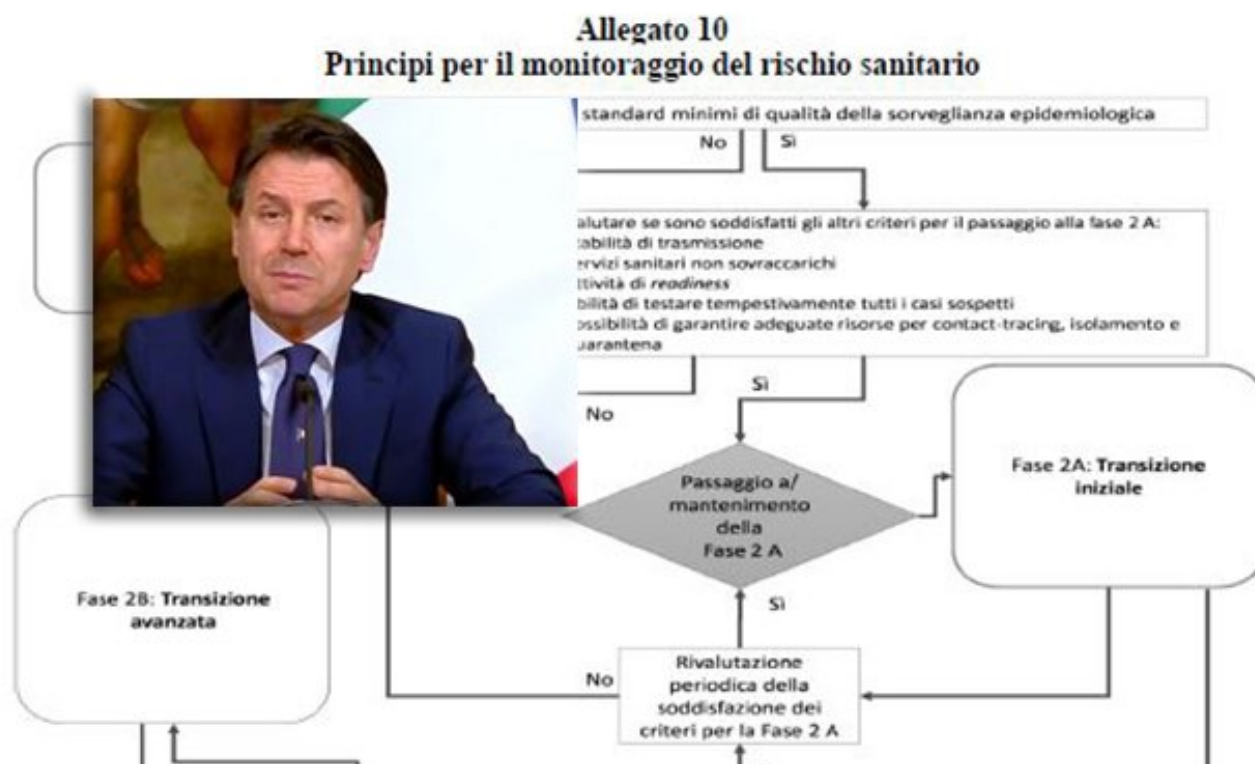 Allegato 10
Principi per il monitoraggio del rischio sanitario
standard minimi di qualità della sorveglianza epidemiologica
No
Sì
alutare se sono soddisfatti gli altri criteri per il passaggio alla fase 2 A:
tabilità di trasmissione
ervizi sanitari non sovraccarichi
ttività di readiness
bilità di testare tempestivamente tutti i casi sospetti
ossibilità di garantire adeguate risorse per contact-tracing, isolamento e
uarantena
Sì
No
Passaggio a/
mantenimento
della
Fase 2 A
Fase 2A: Transizione
iniziale
Fase 2B: Transizione
avanzata
Sì
No
Rivalutazione
periodica della
soddisfazione dei
criteri per la Fase 2 A